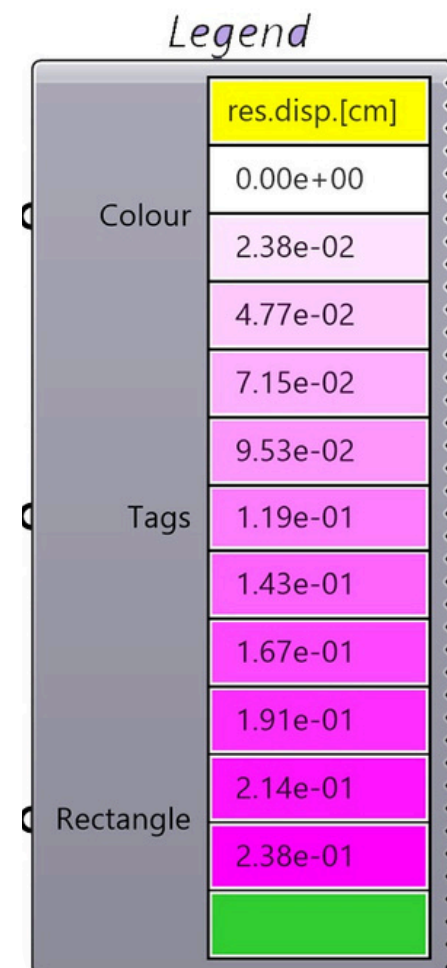 Legend
Colour
Tags
Rectangle
res.disp.[cm]
0.00e+00
2.38e-02
4.77e-02
7.15e-02
9.53e-02
1.19e-01
1.43e-01
1.67e-01
1.91e-01
2.14e-01
2.38e-01